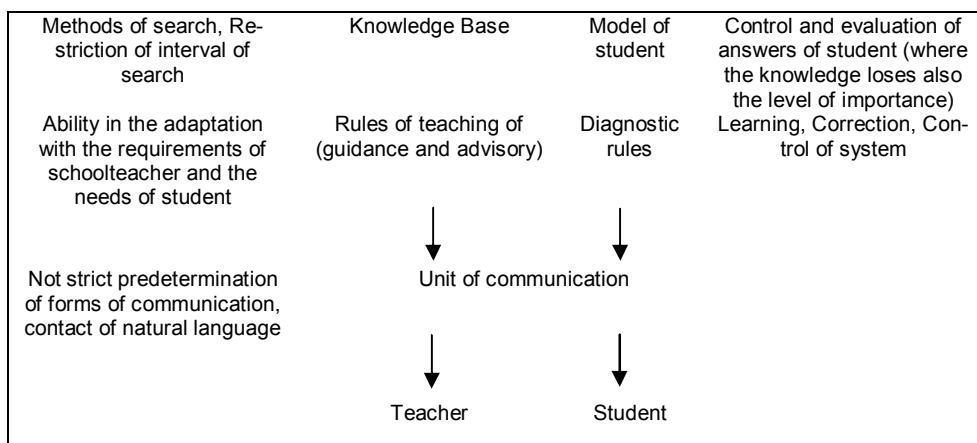 Methods of search, Re-
striction of interval of
search
Knowledge Base
Model of
student
Control and evaluation of
answers of student (where
the knowledge loses also
the level of importance)
Ability in the adaptation
with the requirements of
schoolteacher and the
needs of student
Rules of teaching of
(guidance and advisory)
Diagnostic
rules
Learning, Correction, Con-
trol of system
Not strict predetermination
of forms of communication,
contact of natural language
Unit of communication
Teacher
Student